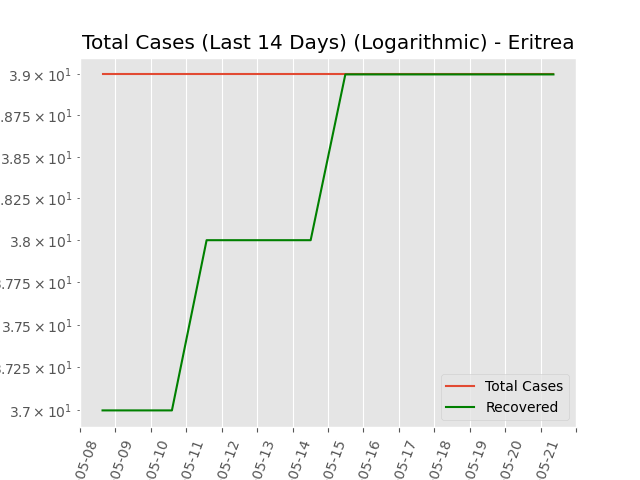 Total Cases (Last 14 Days) (Logarithmic) - Eritrea
3.9 × 10¹
.875 × 10¹
3.85 × 10¹
.825 × 10¹
3.8 × 10¹
.775 × 10¹
3.75 × 10¹
.725 × 10¹
3.7 × 10¹
Total Cases
Recovered
05-08
05-09
05-10
05-11
05-12
05-13
05-14
05-15
05-16
05-17
05-18
05-19
05-20
05-21